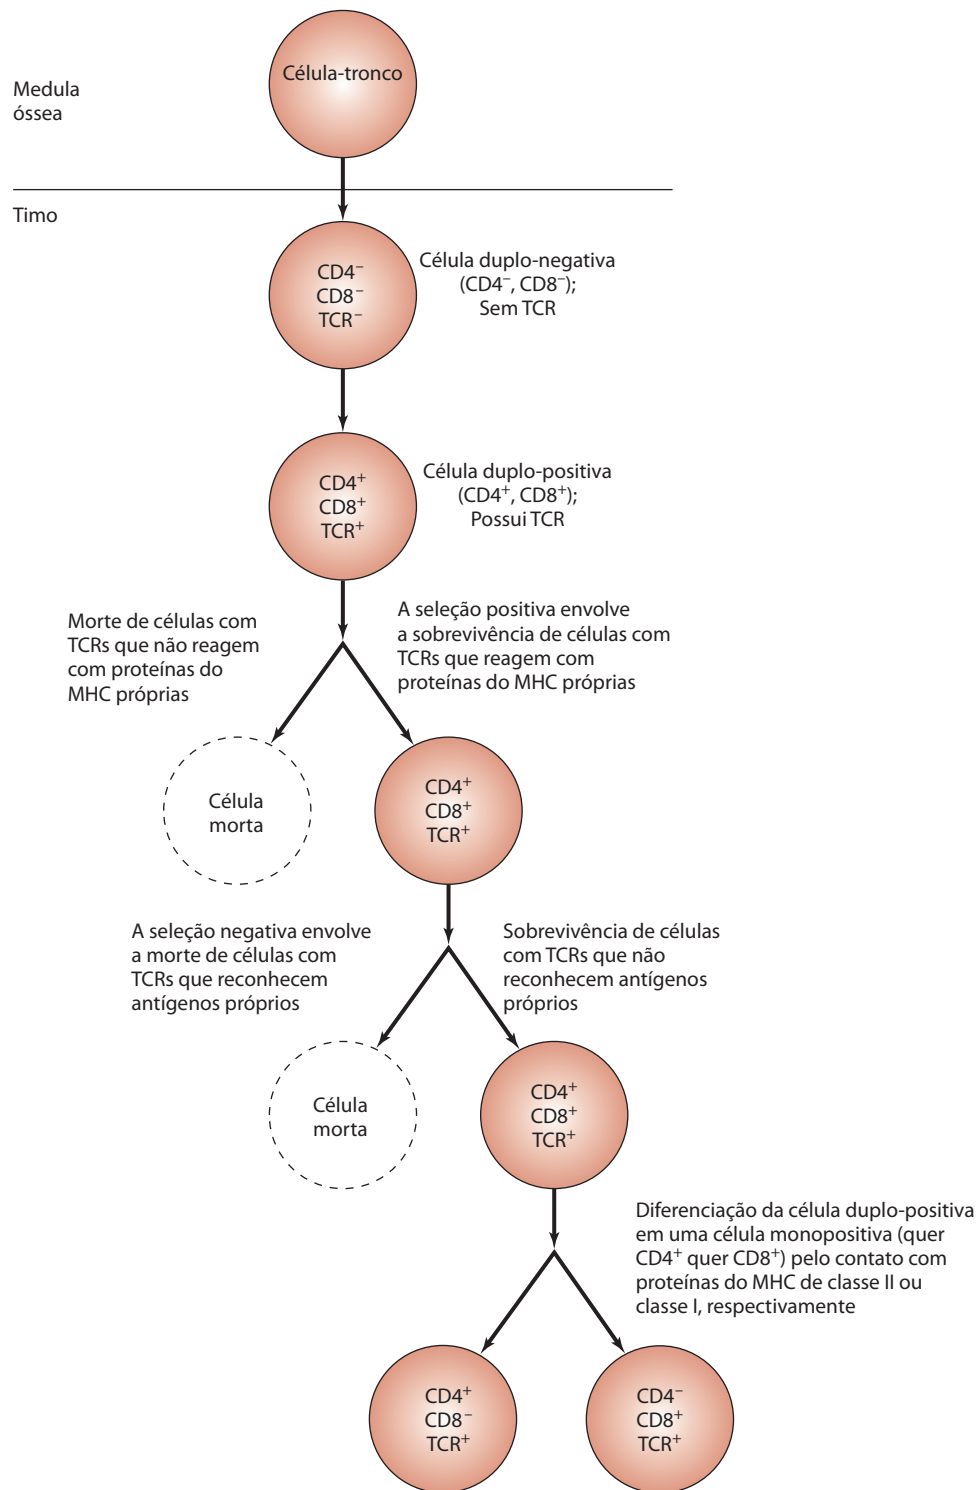 Célula-tronco
Medula
óssea
Timo
CD4⁻
CD8⁻
TCR⁻
Célula duplo-negativa
(CD4⁻, CD8⁻);
Sem TCR
CD4⁺
CD8⁺
TCR⁺
Célula duplo-positiva
(CD4⁺, CD8⁺);
Possui TCR
Morte de células com
TCRs que não reagem
com proteínas do
MHC próprias
A seleção positiva envolve
a sobrevivência de células com
TCRs que reagem com
proteínas do MHC próprias
Célula
morta
CD4⁺
CD8⁺
TCR⁺
A seleção negativa envolve
a morte de células com
TCRs que reconhecem
antígenos próprios
Sobrevivência de células
com TCRs que não
reconhecem antígenos
próprios
Célula
morta
CD4⁺
CD8⁺
TCR⁺
Diferenciação da célula duplo-positiva
em uma célula monopositiva (quer
CD4⁺ quer CD8⁺) pelo contato com
proteínas do MHC de classe II ou
classe I, respectivamente
CD4⁺
CD8⁻
TCR⁺
CD4⁻
CD8⁺
TCR⁺